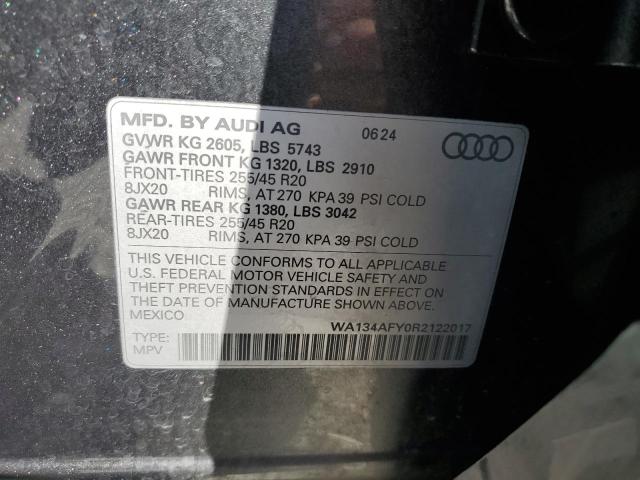 MFD. BY AUDI AG 06 24
GVWR KG 2605, LBS 5743
GAWR FRONT KG 1320, LBS 2910
FRONT-TIRES 255/45 R20
8JX20 RIMS, AT 270 KPA 39 PSI COLD
GAWR REAR KG 1380, LBS 3042
REAR-TIRES 255/45 R20
8JX20 RIMS, AT 270 KPA 39 PSI COLD
THIS VEHICLE CONFORMS TO ALL APPLICABLE
U.S. FEDERAL MOTOR VEHICLE SAFETY AND
THEFT PREVENTION STANDARDS IN EFFECT ON
THE DATE OF MANUFACTURE SHOWN ABOVE.
MEXICO
WA134AFY0R2122017
TYPE:
MPV